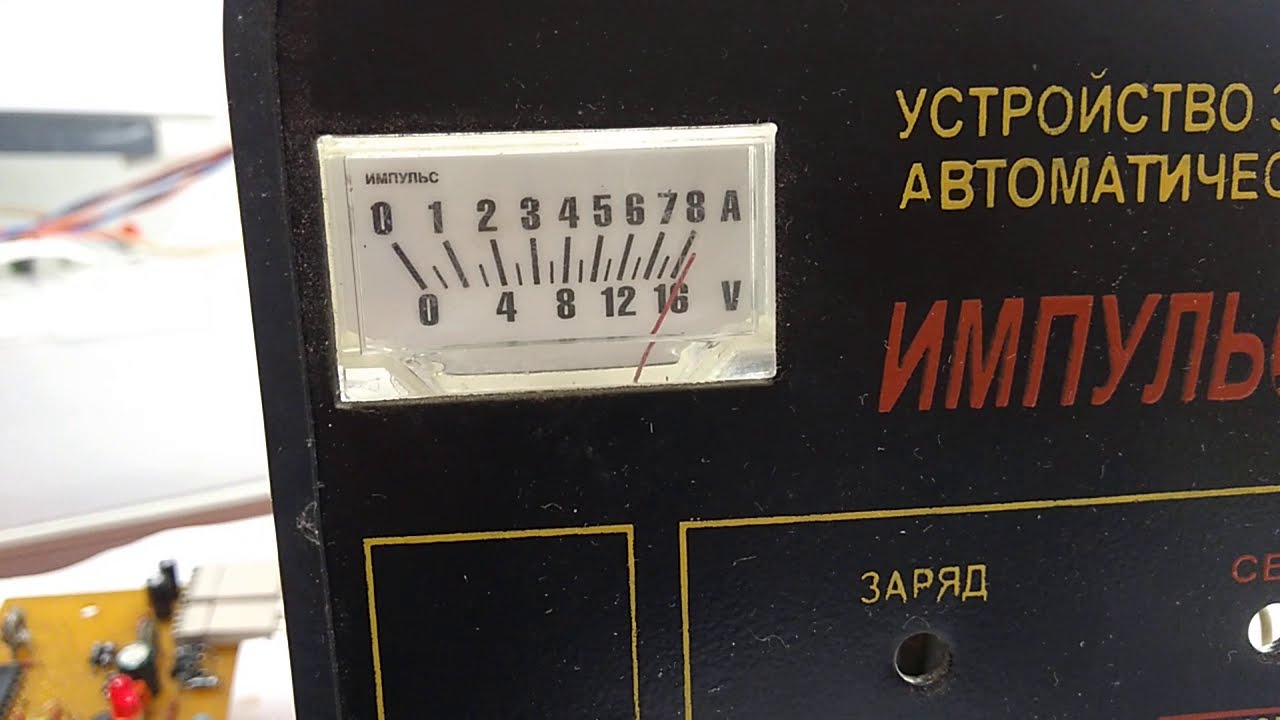 ИМПУЛЬС
0 1 2 3 4 5 6 7 8 A
0 4 8 12 16 V
УСТРОЙСТВО З
АВТОМАТИЧЕС
ИМПУЛЬС
ЗАРЯД
СЕ